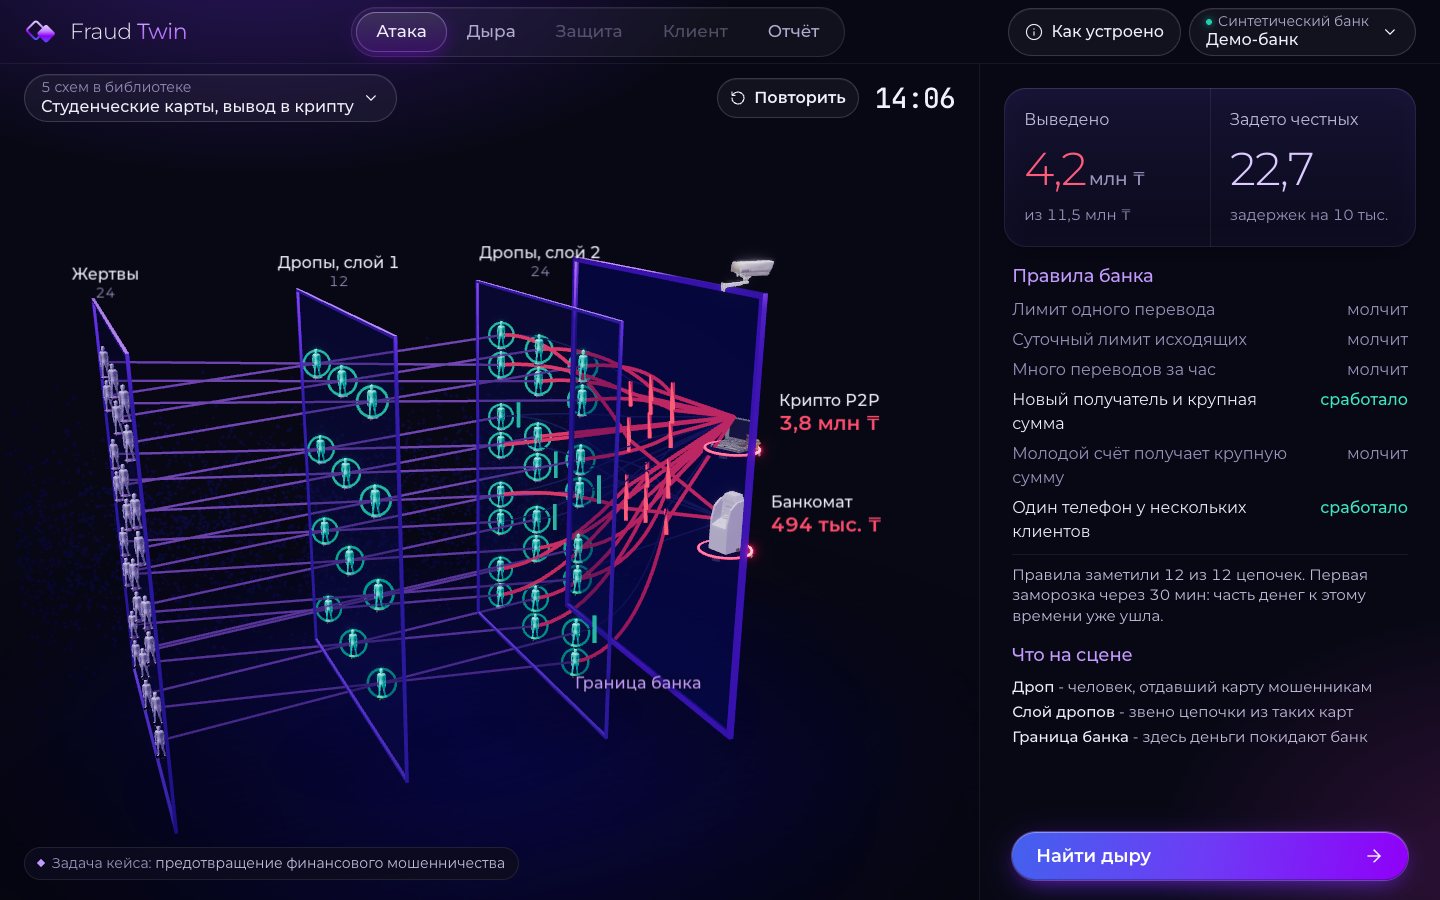 Fraud Twin
Атака
Дыра
Защита
Клиент
Отчёт
Как устроено
Синтетический банк
Демо-банк
5 схем в библиотеке
Студенческие карты, вывод в крипту
Повторить
14:06
Выведено
4,2 млн ₸
из 11,5 млн ₸
Задето честных
22,7
задержек на 10 тыс.
Жертвы
24
Дропы, слой 1
12
Дропы, слой 2
24
Крипто P2P
3,8 млн ₸
Банкомат
494 тыс. ₸
Граница банка
Правила банка
Лимит одного перевода молчит
Суточный лимит исходящих молчит
Много переводов за час молчит
Новый получатель и крупная сработало
сумма
Молодой счёт получает крупную молчит
сумму
Один телефон у нескольких сработало
клиентов
Правила заметили 12 из 12 цепочек. Первая
заморозка через 30 мин: часть денег к этому
времени уже ушла.
Что на сцене
Дроп - человек, отдавший карту мошенникам
Слой дропов - звено цепочки из таких карт
Граница банка - здесь деньги покидают банк
Задача кейса: предотвращение финансового мошенничества
Найти дыру